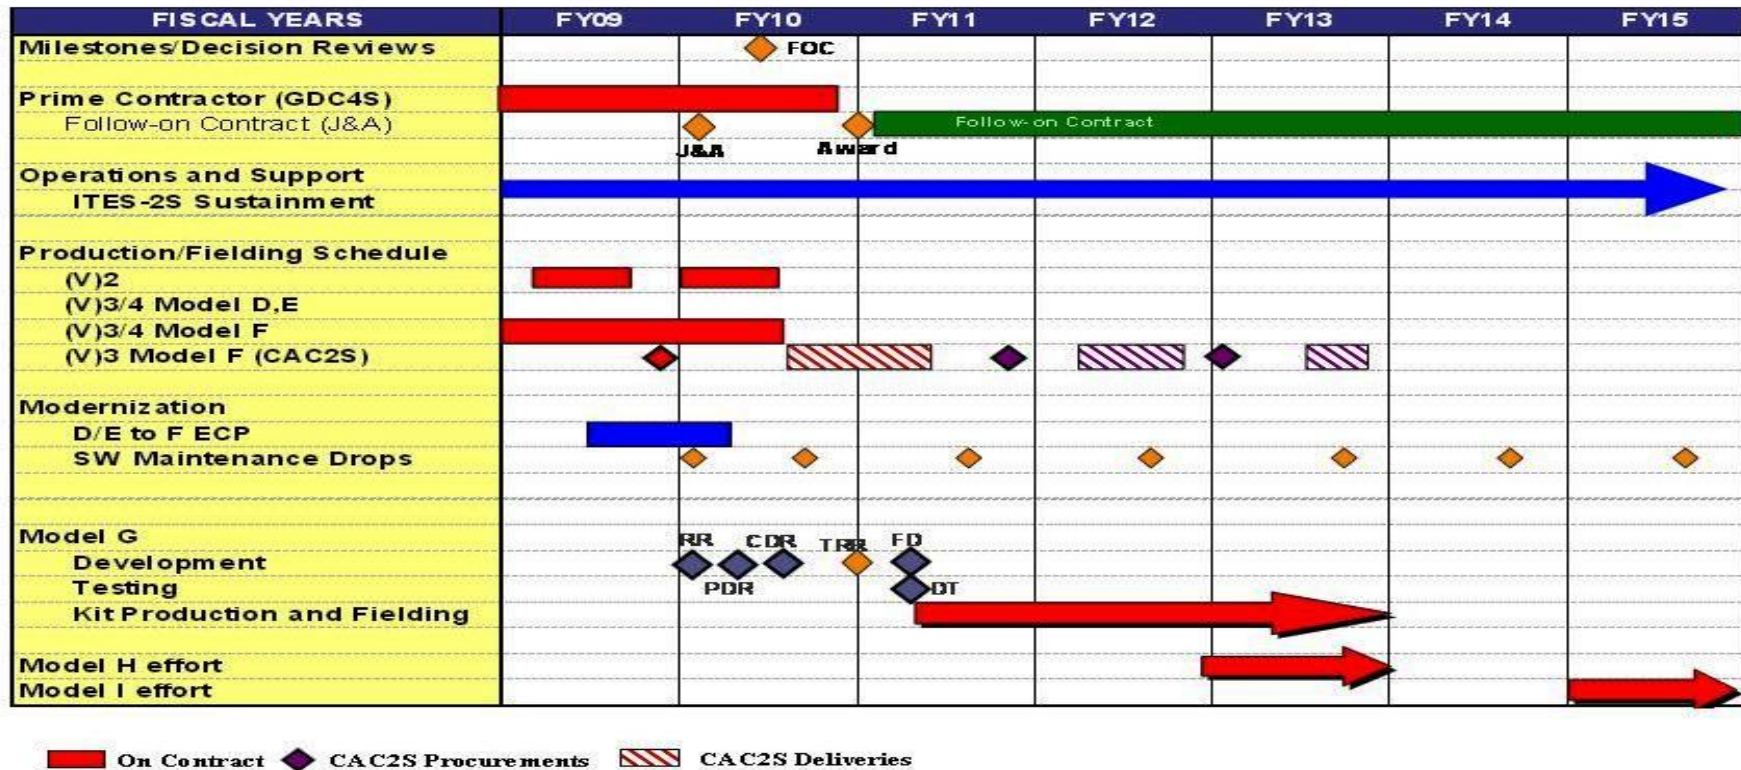 FISCAL YEARS FY09 FY10 FY11 FY12 FY13 FY14 FY15
Milestones/Decision Reviews FOC
Prime Contractor (GDC4S)
Follow-on Contract (J&A) Follow-on Contract
J&A Award
Operations and Support
ITES-2S Sustainment
Production/Fielding Schedule
(V)2
(V)3/4 Model D,E
(V)3/4 Model F
(V)3 Model F (CAC2S)
Modernization
D/E to F ECP
SW Maintenance Drops
Model G RR CDR TRR FD
Development
Testing PDR DT
Kit Production and Fielding
Model H effort
Model I effort
On Contract CAC2S Procurements CAC2S Deliveries